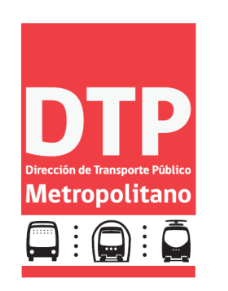 DTP
Dirección de Transporte Público
Metropolitano